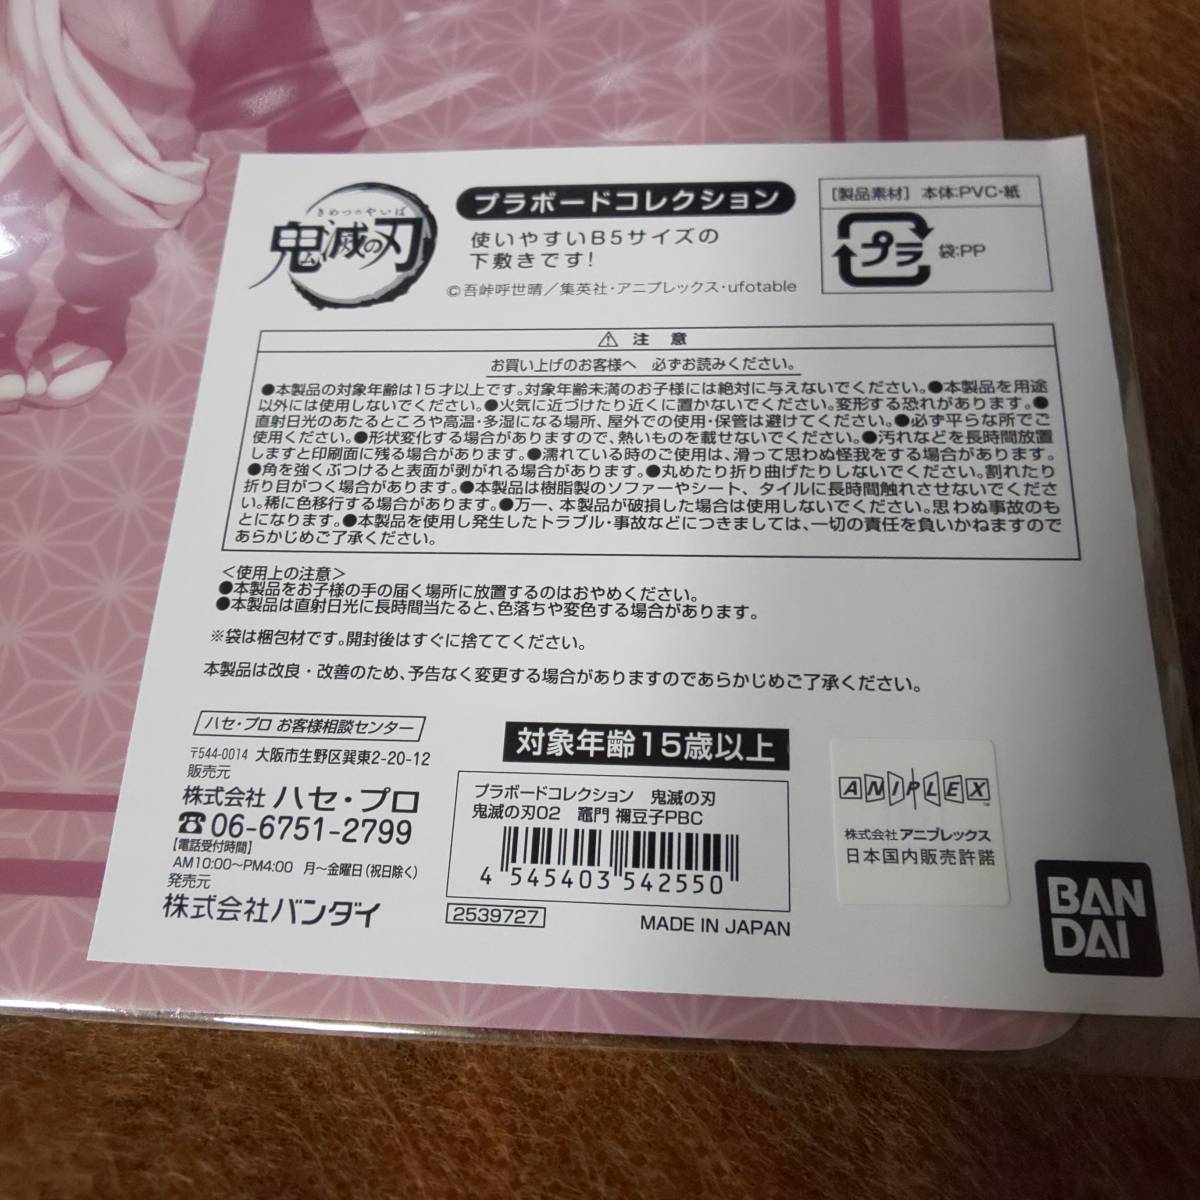 きめつのやいば
鬼滅の刃
プラボードコレクション
使いやすいB5サイズの
下敷きです!
©吾峠呼世晴/集英社・アニプレックス・ufotable
[製品素材] 本体:PVC・紙
プラ 袋:PP
⚠ 注 意
お買い上げのお客様へ 必ずお読みください。
●本製品の対象年齢は15才以上です。対象年齢未満のお子様には絶対に与えないでください。●本製品を用途
以外には使用しないでください。●火気に近づけたり近くに置かないでください。変形する恐れがあります。●
直射日光のあたるところや高温・多湿になる場所、屋外での使用・保管は避けてください。●必ず平らな所でご
使用ください。●形状変化する場合がありますので、熱いものを載せないでください。●汚れなどを長時間放置
しますと印刷面に残る場合があります。●濡れている時のご使用は、滑って思わぬ怪我をする場合があります。
●角を強くぶつけると表面が剥がれる場合があります。●丸めたり折り曲げたりしないでください。割れたり
折り目がつく場合があります。●本製品は樹脂製のソファーやシート、タイルに長時間触れさせないでくださ
い。稀に色移行する場合があります。●万一、本製品が破損した場合は使用しないでください。思わぬ事故のも
とになります。●本製品を使用し発生したトラブル・事故などにつきましては、一切の責任を負いかねますので
あらかじめご了承ください。
<使用上の注意>
●本製品をお子様の手の届く場所に放置するのはおやめください。
●本製品は直射日光に長時間当たると、色落ちや変色する場合があります。
※袋は梱包材です。開封後はすぐに捨ててください。
本製品は改良・改善のため、予告なく変更する場合がありますのであらかじめご了承ください。
ハセ・プロ お客様相談センター
〒544-0014 大阪市生野区巽東2-20-12
販売元
株式会社 ハセ・プロ
☎06-6751-2799
【電話受付時間】
AM10:00〜PM4:00 月〜金曜日(祝日除く)
発売元
株式会社バンダイ
対象年齢15歳以上
プラボードコレクション 鬼滅の刃
鬼滅の刃02 竈門 禰豆子PBC
4 545403 542550
2539727
MADE IN JAPAN
ANIPLEX
株式会社 アニプレックス
日本国内販売許諾
BAN
DAI